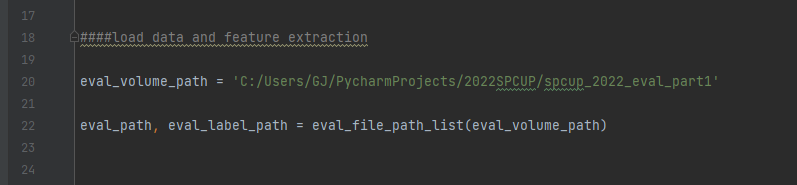 17
18 ####load data and feature extraction
19
20 eval_volume_path = 'C:/Users/GJ/PycharmProjects/2022SPCUP/spcup_2022_eval_part1'
21
22 eval_path, eval_label_path = eval_file_path_list(eval_volume_path)
23
24